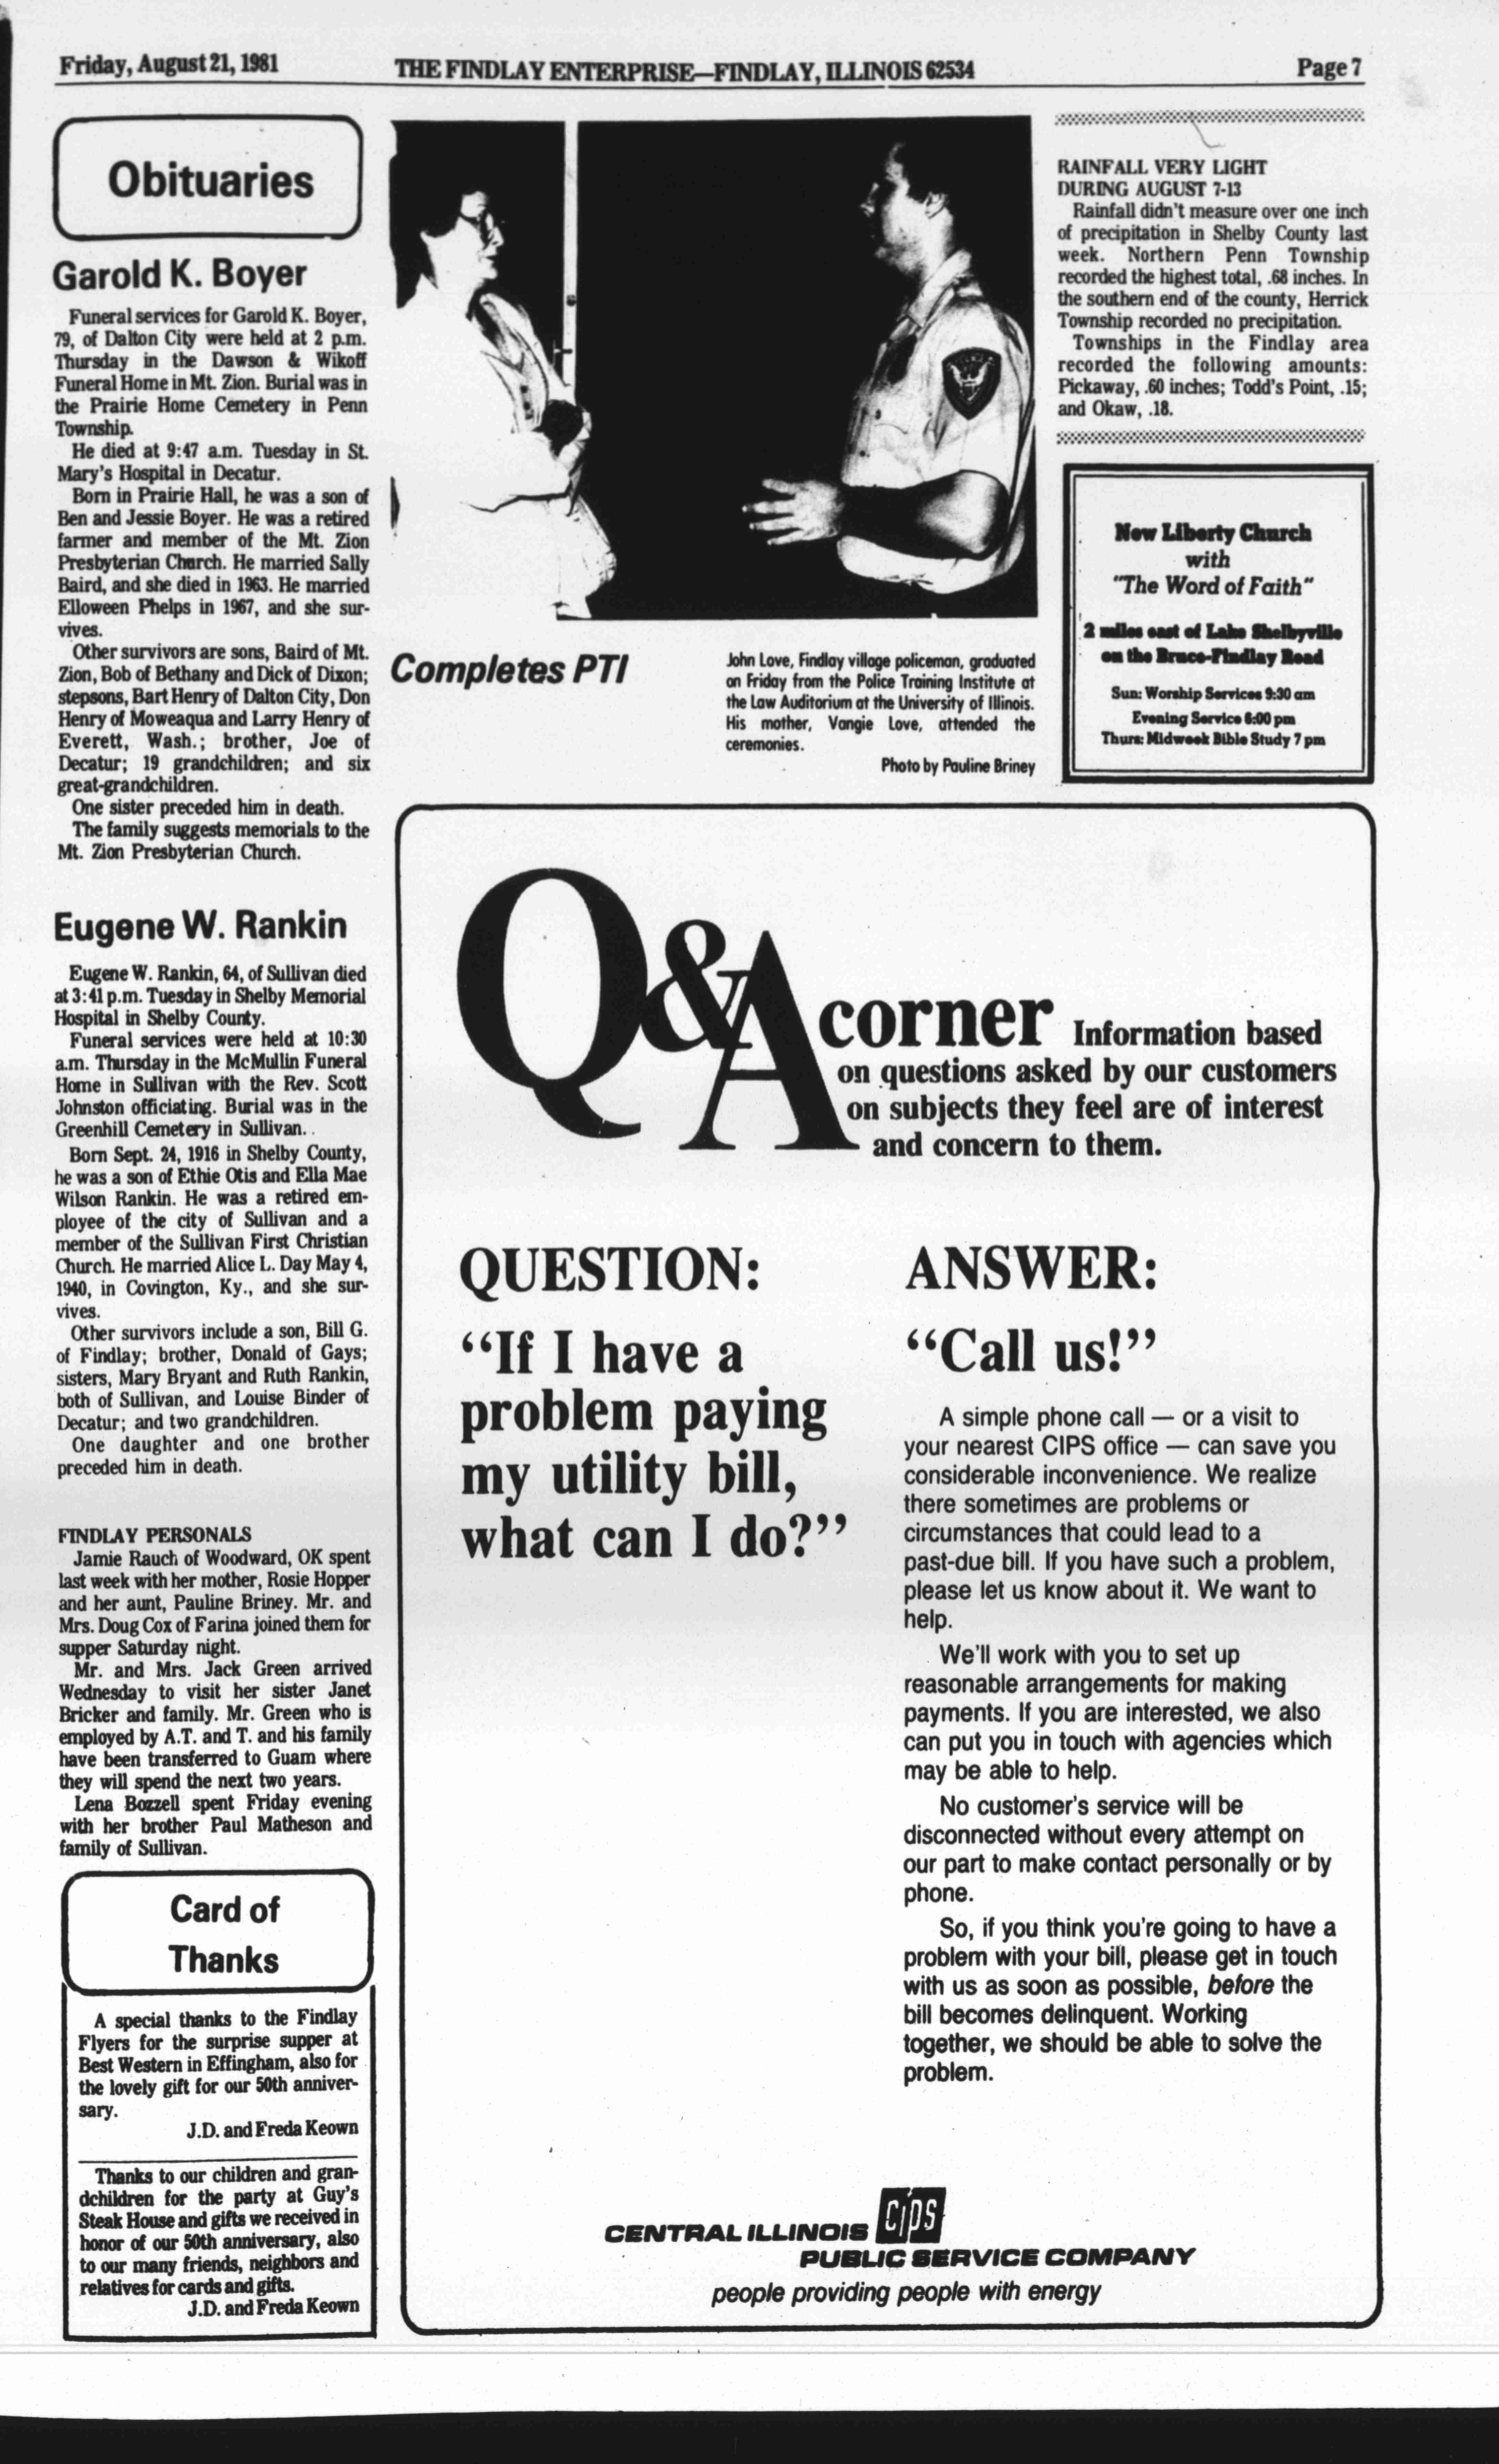 Friday, August 21, 1981
THE FINDLAY ENTERPRISE—FINDLAY, ILLINOIS 62534
Page 7
Obituaries
Garold K. Boyer
Funeral services for Garold K. Boyer,
79, of Dalton City were held at 2 p.m.
Thursday in the Dawson & Wikoff
Funeral Home in Mt. Zion. Burial was in
the Prairie Home Cemetery in Penn
Township.
He died at 9:47 a.m. Tuesday in St.
Mary's Hospital in Decatur.
Born in Prairie Hall, he was a son of
Ben and Jessie Boyer. He was a retired
farmer and member of the Mt. Zion
Presbyterian Church. He married Sally
Baird, and she died in 1963. He married
Elloween Phelps in 1967, and she sur-
vives.
Other survivors are sons, Baird of Mt.
Zion, Bob of Bethany and Dick of Dixon;
stepsons, Bart Henry of Dalton City, Don
Henry of Moweaqua and Larry Henry of
Everett, Wash.; brother, Joe of
Decatur; 19 grandchildren; and six
great-grandchildren.
One sister preceded him in death.
The family suggests memorials to the
Mt. Zion Presbyterian Church.
Eugene W. Rankin
Eugene W. Rankin, 64, of Sullivan died
at 3:41 p.m. Tuesday in Shelby Memorial
Hospital in Shelby County.
Funeral services were held at 10:30
a.m. Thursday in the McMullin Funeral
Home in Sullivan with the Rev. Scott
Johnston officiating. Burial was in the
Greenhill Cemetery in Sullivan.
Born Sept. 24, 1916 in Shelby County,
he was a son of Ethie Otis and Ella Mae
Wilson Rankin. He was a retired em-
ployee of the city of Sullivan and a
member of the Sullivan First Christian
Church. He married Alice L. Day May 4,
1940, in Covington, Ky., and she sur-
vives.
Other survivors include a son, Bill G.
of Findlay; brother, Donald of Gays;
sisters, Mary Bryant and Ruth Rankin,
both of Sullivan, and Louise Binder of
Decatur; and two grandchildren.
One daughter and one brother
preceded him in death.
FINDLAY PERSONALS
Jamie Rauch of Woodward, OK spent
last week with her mother, Rosie Hopper
and her aunt, Pauline Briney. Mr. and
Mrs. Doug Cox of Farina joined them for
supper Saturday night.
Mr. and Mrs. Jack Green arrived
Wednesday to visit her sister Janet
Bricker and family. Mr. Green who is
employed by A.T. and T. and his family
have been transferred to Guam where
they will spend the next two years.
Lena Bozzell spent Friday evening
with her brother Paul Matheson and
family of Sullivan.
Card of
Thanks
A special thanks to the Findlay
Flyers for the surprise supper at
Best Western in Effingham, also for
the lovely gift for our 50th anniver-
sary.
J.D. and Freda Keown
Thanks to our children and gran-
dchildren for the party at Guy's
Steak House and gifts we received in
honor of our 50th anniversary, also
to our many friends, neighbors and
relatives for cards and gifts.
J.D. and Freda Keown
Completes PTI
John Love, Findlay village policeman, graduated
on Friday from the Police Training Institute at
the Law Auditorium at the University of Illinois.
His mother, Vangie Love, attended the
ceremonies.
Photo by Pauline Briney
RAINFALL VERY LIGHT
DURING AUGUST 7-13
Rainfall didn't measure over one inch
of precipitation in Shelby County last
week. Northern Penn Township
recorded the highest total, .68 inches. In
the southern end of the county, Herrick
Township recorded no precipitation.
Townships in the Findlay area
recorded the following amounts:
Pickaway, .60 inches; Todd's Point, .15;
and Okaw, .18.
New Liberty Church
with
"The Word of Faith"
2 miles east of Lake Shelbyville
on the Bruce-Findlay Road
Sun: Worship Services 9:30 am
Evening Service 6:00 pm
Thurs: Midweek Bible Study 7 pm
Q&A corner Information based
on questions asked by our customers
on subjects they feel are of interest
and concern to them.
QUESTION:
“If I have a
problem paying
my utility bill,
what can I do?”
ANSWER:
“Call us!”
A simple phone call — or a visit to
your nearest CIPS office — can save you
considerable inconvenience. We realize
there sometimes are problems or
circumstances that could lead to a
past-due bill. If you have such a problem,
please let us know about it. We want to
help.
We'll work with you to set up
reasonable arrangements for making
payments. If you are interested, we also
can put you in touch with agencies which
may be able to help.
No customer's service will be
disconnected without every attempt on
our part to make contact personally or by
phone.
So, if you think you're going to have a
problem with your bill, please get in touch
with us as soon as possible, before the
bill becomes delinquent. Working
together, we should be able to solve the
problem.
CENTRAL ILLINOIS CIPS
PUBLIC SERVICE COMPANY
people providing people with energy